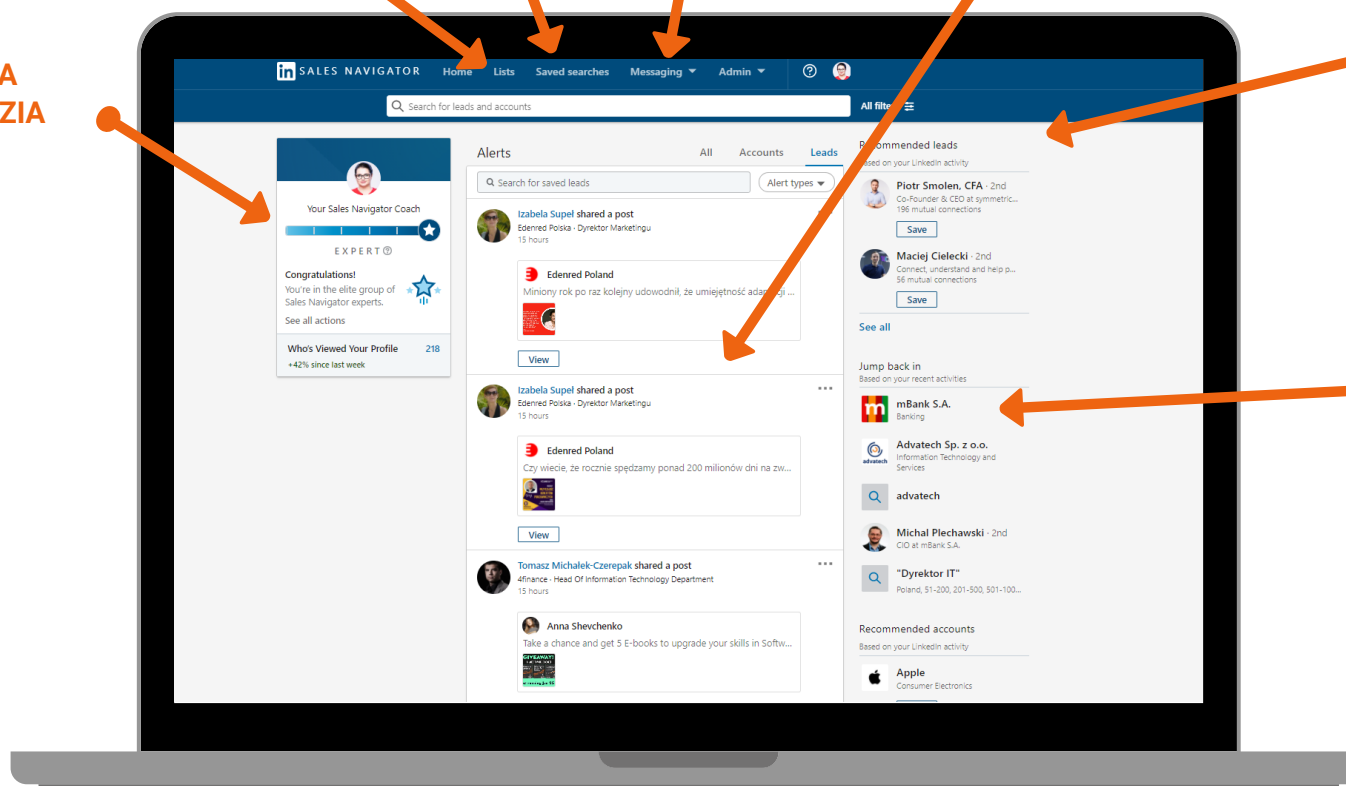 A
ZIA
in SALES NAVIGATOR Home Lists Saved searches Messaging Admin
Search for leads and accounts
All filters
Your Sales Navigator Coach
EXPERT
Congratulations!
You're in the elite group of
Sales Navigator experts.
See all actions
Who's Viewed Your Profile 218
+42% since last week
Alerts All Accounts Leads
Search for saved leads Alert types
Izabela Supeł shared a post
Edenred Polska · Dyrektor Marketingu
15 hours
Edenred Poland
Miniony rok po raz kolejny udowodnił, że umiejętność adaptacji ...
View
Izabela Supeł shared a post
Edenred Polska · Dyrektor Marketingu
15 hours
Edenred Poland
Czy wiecie, że rocznie spędzamy ponad 200 milionów dni na zw...
View
Tomasz Michałek-Czerepak shared a post
4finance · Head Of Information Technology Department
15 hours
Anna Shevchenko
Take a chance and get 5 E-books to upgrade your skills in Softw...
GIVEAWAY!
Recommended leads
Based on your LinkedIn activity
Piotr Smolen, CFA · 2nd
Co-Founder & CEO at symmetric...
196 mutual connections
Save
Maciej Cielecki · 2nd
Connect, understand and help p...
56 mutual connections
Save
See all
Jump back in
Based on your recent activities
m
mBank S.A.
Banking
advatech
Advatech Sp. z o.o.
Information Technology and
Services
advatech
Michal Plechawski · 2nd
CIO at mBank S.A.
"Dyrektor IT"
Poland, 51-200, 201-500, 501-100...
Recommended accounts
Based on your LinkedIn activity
Apple
Consumer Electronics